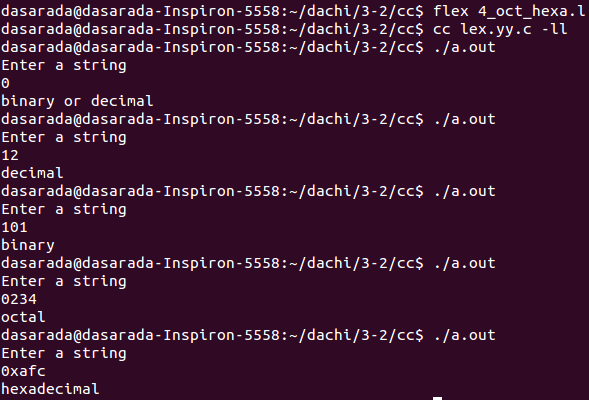 dasarada@dasarada-Inspiron-5558:~/dachi/3-2/cc$ flex 4_oct_hexa.l
dasarada@dasarada-Inspiron-5558:~/dachi/3-2/cc$ cc lex.yy.c -ll
dasarada@dasarada-Inspiron-5558:~/dachi/3-2/cc$ ./a.out
Enter a string
0
binary or decimal
dasarada@dasarada-Inspiron-5558:~/dachi/3-2/cc$ ./a.out
Enter a string
12
decimal
dasarada@dasarada-Inspiron-5558:~/dachi/3-2/cc$ ./a.out
Enter a string
101
binary
dasarada@dasarada-Inspiron-5558:~/dachi/3-2/cc$ ./a.out
Enter a string
0234
octal
dasarada@dasarada-Inspiron-5558:~/dachi/3-2/cc$ ./a.out
Enter a string
0xafc
hexadecimal